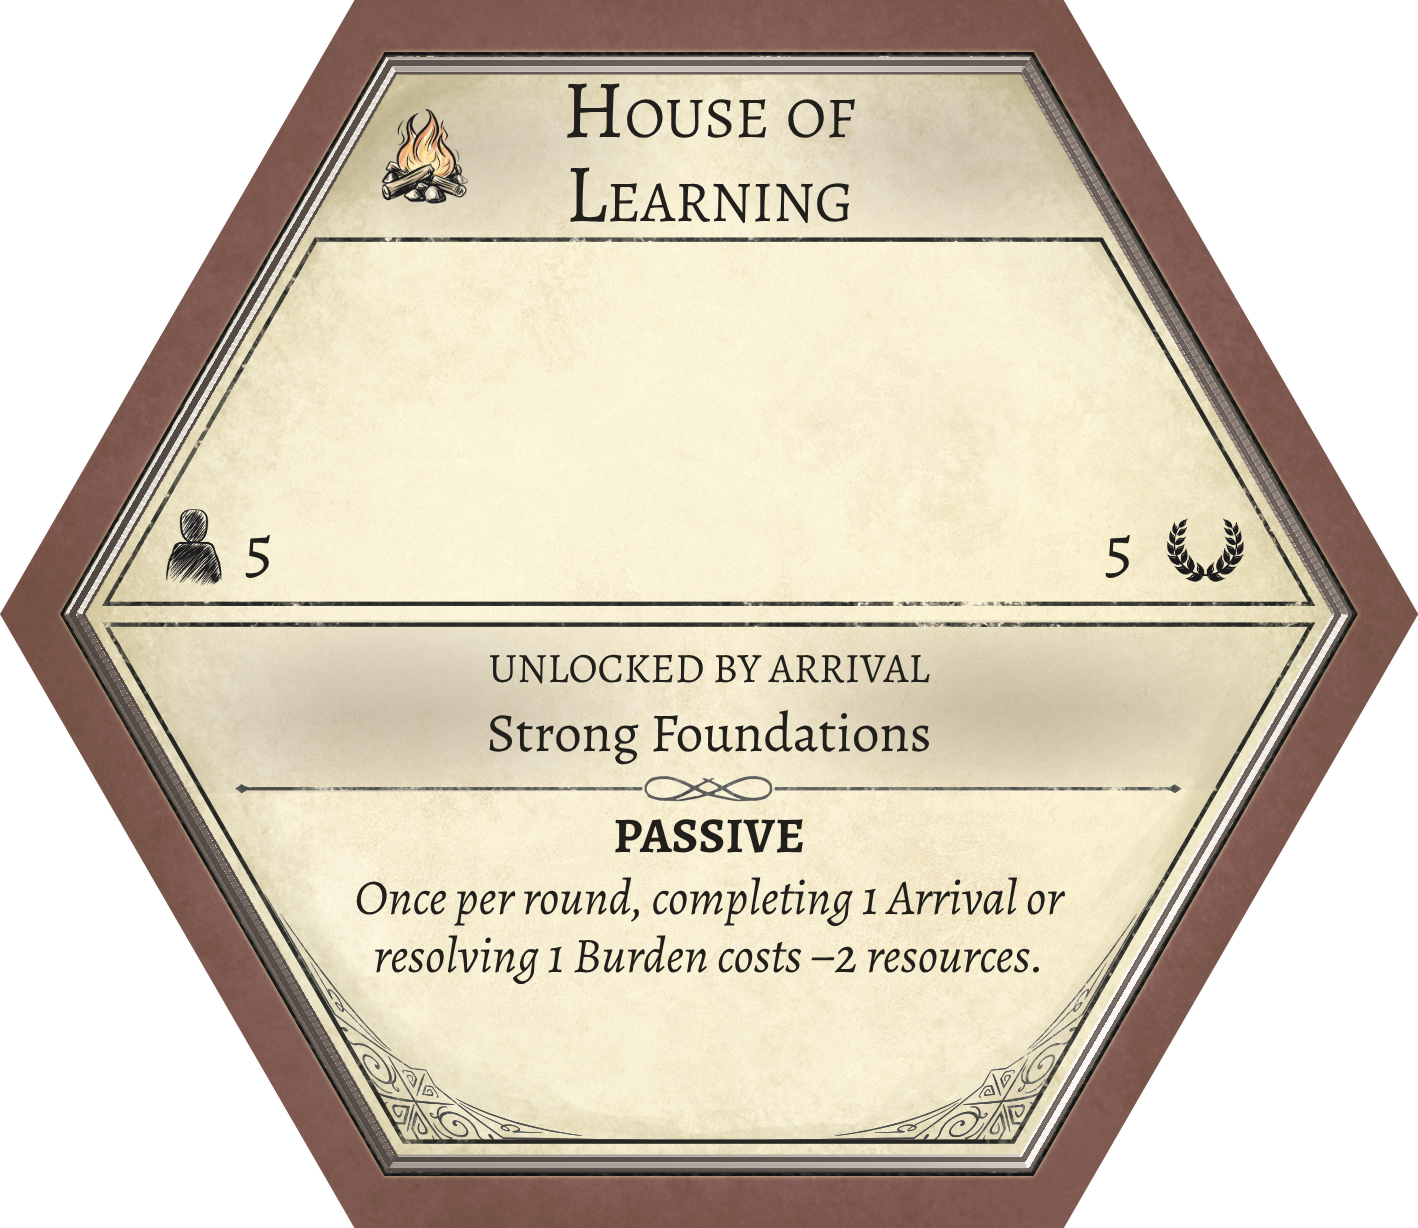 House of
Learning
5
5
UNLOCKED BY ARRIVAL
Strong Foundations
PASSIVE
Once per round, completing 1 Arrival or
resolving 1 Burden costs –2 resources.